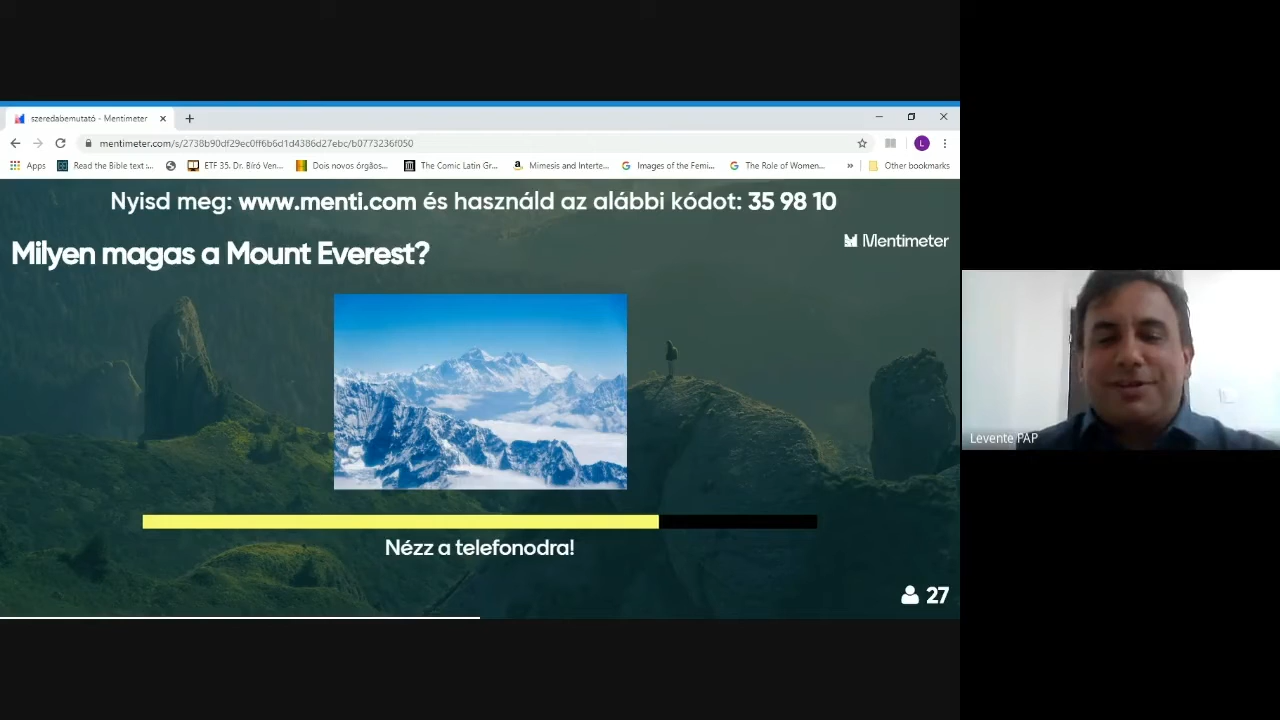 szeredabemutató - Mentimeter
mentimeter.com/s/2738b90df29ec0ff6b6d1d4386d27ebc/b0773236f050
L
Apps
Read the Bible text :...
ETF 35. Dr. Bíró Ven...
Dois novos órgãos...
The Comic Latin Gr...
Mimesis and Interte...
Images of the Femi...
The Role of Women...
Other bookmarks
Nyisd meg: www.menti.com és használd az alábbi kódot: 35 98 10
Mentimeter
Milyen magas a Mount Everest?
Levente PAP
Nézz a telefonodra!
27